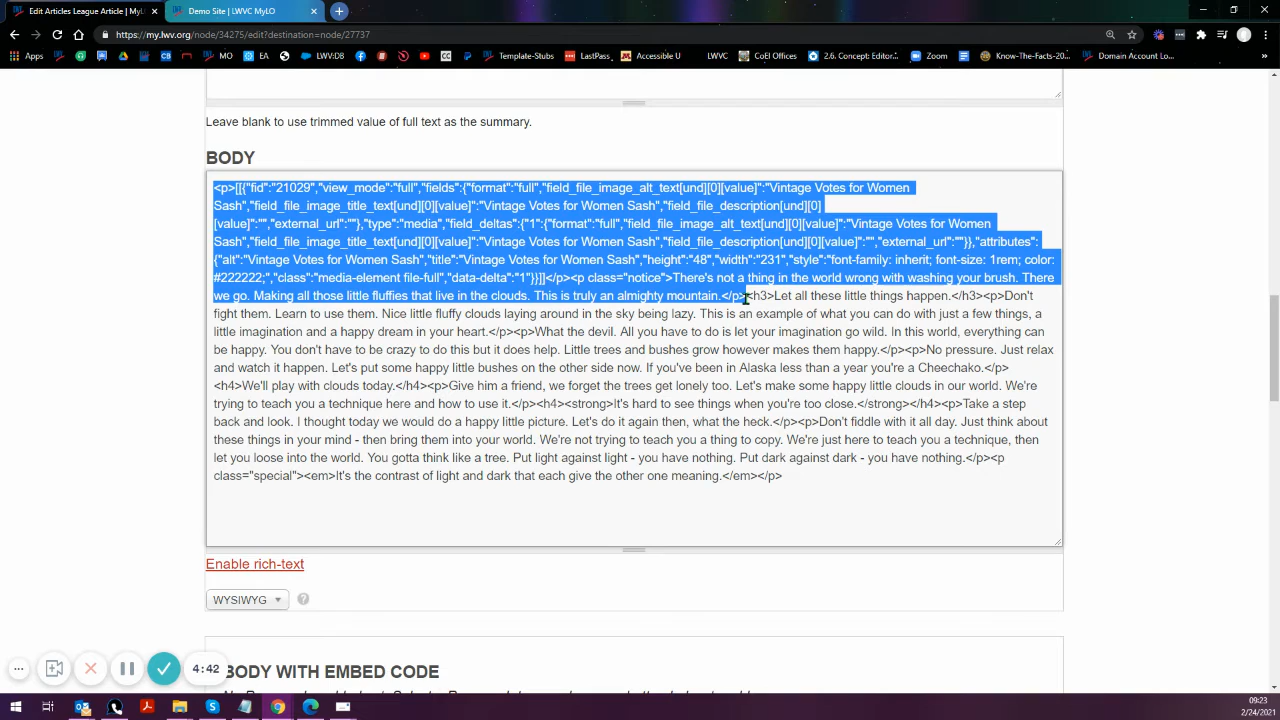 Edit Articles League Article | My
Demo Site | LWVC MyLO
https://my.lwv.org/node/34275/edit?destination=node/27737
Apps
MO
EA
LWV:DB
CC
Template-Stubs
LastPass
Accessible U
LWVC
CoEl Offices
2.6. Concept: Editor...
Zoom
Know-The-Facts-20...
Domain Account Lo...
Leave blank to use trimmed value of full text as the summary.
BODY
<p>[[{"fid":"21029","view_mode":"full","fields":{"format":"full","field_file_image_alt_text[und][0][value]":"Vintage Votes for Women
Sash","field_file_image_title_text[und][0][value]":"Vintage Votes for Women Sash","field_file_description[und][0]
[value]":"","external_url":""},"type":"media","field_deltas":{"1":{"format":"full","field_file_image_alt_text[und][0][value]":"Vintage Votes for Women
Sash","field_file_image_title_text[und][0][value]":"Vintage Votes for Women Sash","field_file_description[und][0][value]":"","external_url":""}},"attributes":
{"alt":"Vintage Votes for Women Sash","title":"Vintage Votes for Women Sash","height":"48","width":"231","style":"font-family: inherit; font-size: 1rem; color:
#222222;","class":"media-element file-full","data-delta":"1"}}]]</p><p class="notice">There's not a thing in the world wrong with washing your brush. There
we go. Making all those little fluffies that live in the clouds. This is truly an almighty mountain.</p><h3>Let all these little things happen.</h3><p>Don't
fight them. Learn to use them. Nice little fluffy clouds laying around in the sky being lazy. This is an example of what you can do with just a few things, a
little imagination and a happy dream in your heart.</p><p>What the devil. All you have to do is let your imagination go wild. In this world, everything can
be happy. You don't have to be crazy to do this but it does help. Little trees and bushes grow however makes them happy.</p><p>No pressure. Just relax
and watch it happen. Let's put some happy little bushes on the other side now. If you've been in Alaska less than a year you're a Cheechako.</p>
<h4>We'll play with clouds today.</h4><p>Give him a friend, we forget the trees get lonely too. Let's make some happy little clouds in our world. We're
trying to teach you a technique here and how to use it.</p><h4><strong>It's hard to see things when you're too close.</strong></h4><p>Take a step
back and look. I thought today we would do a happy little picture. Let's do it again then, what the heck.</p><p>Don't fiddle with it all day. Just think about
these things in your mind - then bring them into your world. We're not trying to teach you a thing to copy. We're just here to teach you a technique, then
let you loose into the world. You gotta think like a tree. Put light against light - you have nothing. Put dark against dark - you have nothing.</p><p
class="special"><em>It's the contrast of light and dark that each give the other one meaning.</em></p>
Enable rich-text
WYSIWYG
BODY WITH EMBED CODE
4:42
09:23
2/24/2021